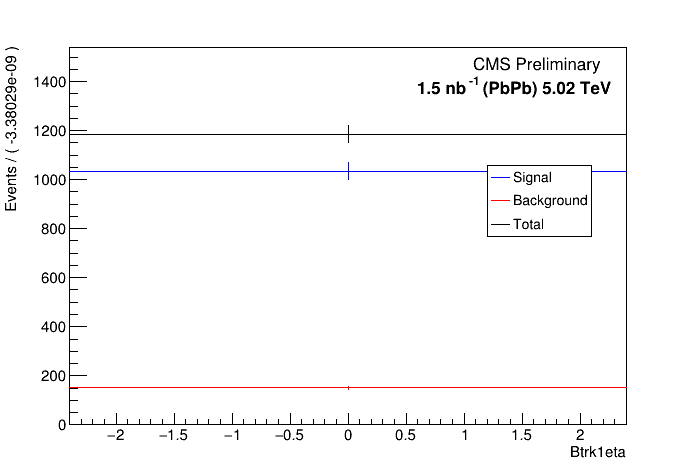 CMS Preliminary
1.5 nb-1 (PbPb) 5.02 TeV
Events / ( -3.38029e-09 )
1400
1200
1000
800
600
400
200
0
Signal
Background
Total
−2 −1.5 −1 −0.5 0 0.5 1 1.5 2
Btrk1eta